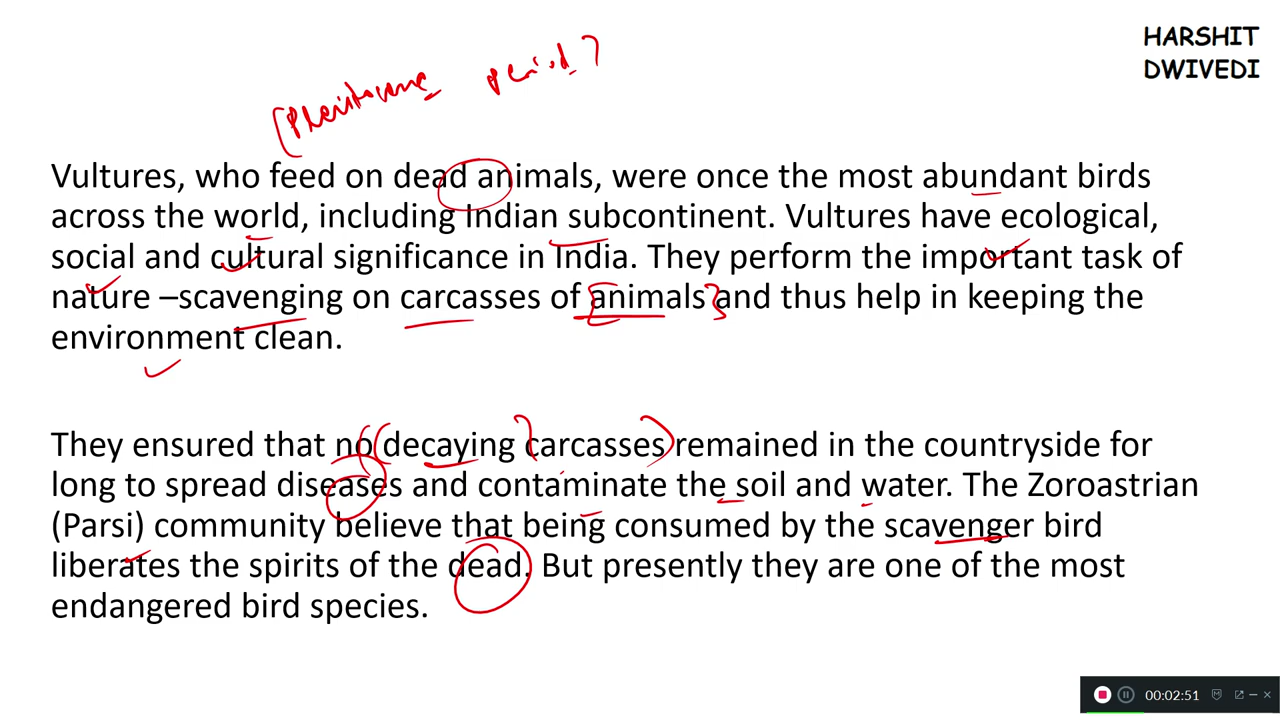 HARSHIT
DWIVEDI
period
Vultures, who feed on dead animals, were once the most abundant birds
across the world, including Indian subcontinent. Vultures have ecological,
social and cultural significance in India. They perform the important task of
nature –scavenging on carcasses of animals and thus help in keeping the
environment clean.
They ensured that no decaying carcasses remained in the countryside for
long to spread diseases and contaminate the soil and water. The Zoroastrian
(Parsi) community believe that being consumed by the scavenger bird
liberates the spirits of the dead. But presently they are one of the most
endangered bird species.
00:02:51